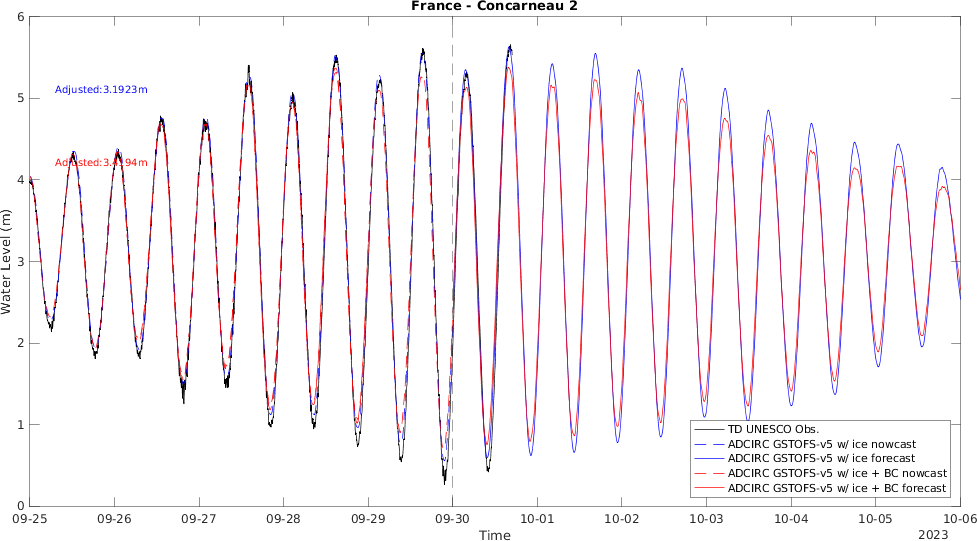 France - Concarneau 2
6
5
4
3
2
1
0
Water Level (m)
Adjusted:3.1923m
Adjusted:3.4194m
TD UNESCO Obs.
ADCIRC GSTOFS-v5 w/ ice nowcast
ADCIRC GSTOFS-v5 w/ ice forecast
ADCIRC GSTOFS-v5 w/ ice + BC nowcast
ADCIRC GSTOFS-v5 w/ ice + BC forecast
09-25 09-26 09-27 09-28 09-29 09-30 10-01 10-02 10-03 10-04 10-05 10-06
Time
2023